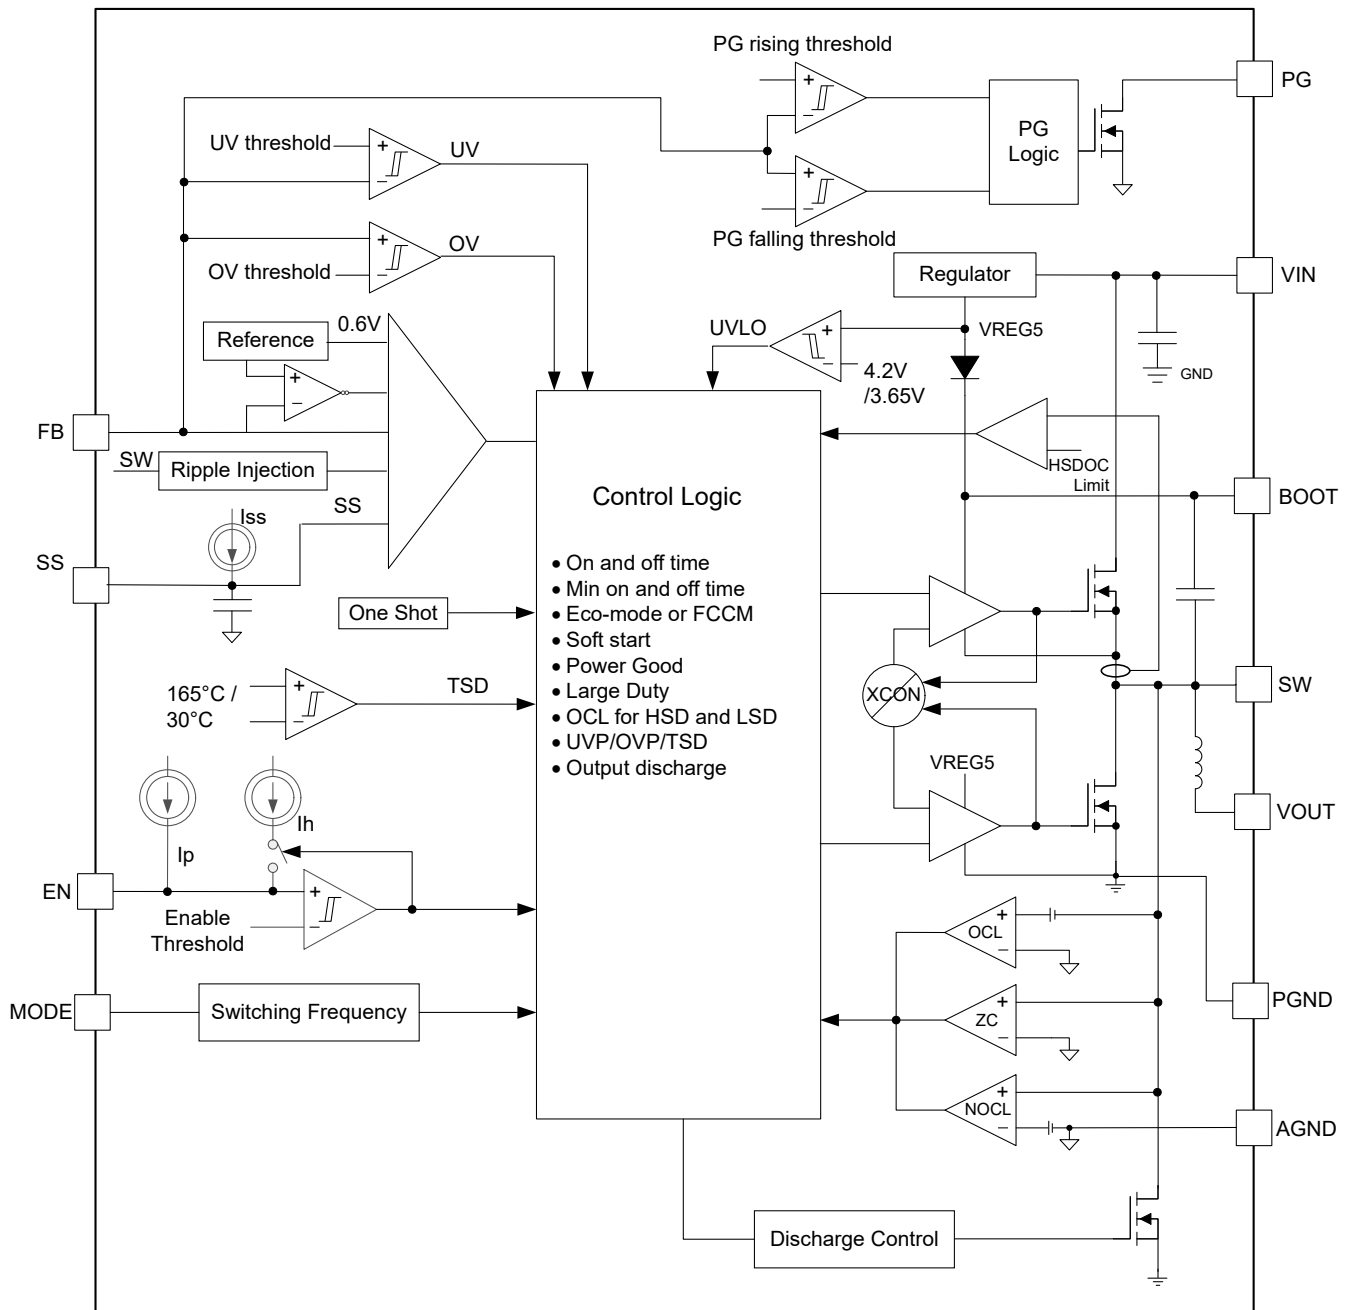 PG rising threshold
PG
PG
Logic
UV threshold
+
−
UV
+
−
+
−
PG falling threshold
OV threshold
+
−
OV
Regulator
VIN
VREG5
GND
UVLO
+
−
4.2V
/3.65V
Reference
0.6V
+
−
FB
SW
Ripple Injection
HSDOC
Limit
BOOT
Iss
SS
SS
Control Logic
• On and off time
• Min on and off time
• Eco-mode or FCCM
• Soft start
• Power Good
• Large Duty
• OCL for HSD and LSD
• UVP/OVP/TSD
• Output discharge
One Shot
165°C /
30°C
+
−
TSD
XCON
SW
VREG5
VOUT
Ip
Ih
EN
+
−
Enable
Threshold
OCL
+
−
MODE
Switching Frequency
ZC
+
−
PGND
NOCL
+
−
AGND
Discharge Control